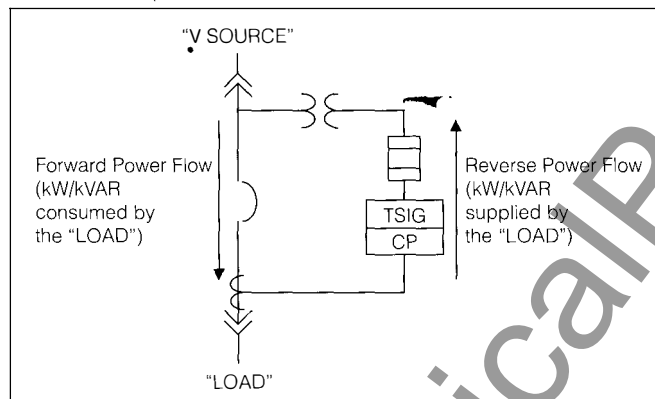 "V SOURCE"
Forward Power Flow
(kW/kVAR
consumed by
the "LOAD")
TSIG
CP
Reverse Power Flow
(kW/kVAR
supplied by
the "LOAD")
"LOAD"